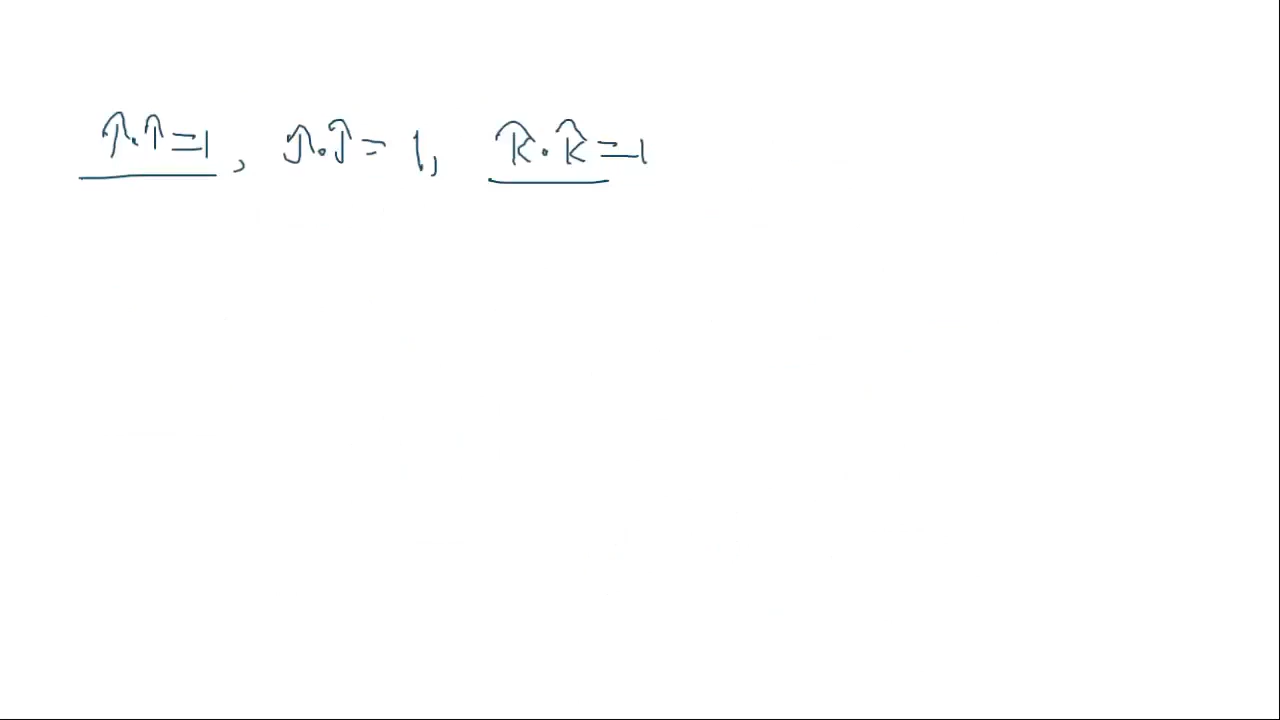 î·î=1, ĵ·ĵ= 1, k̂·k̂=1